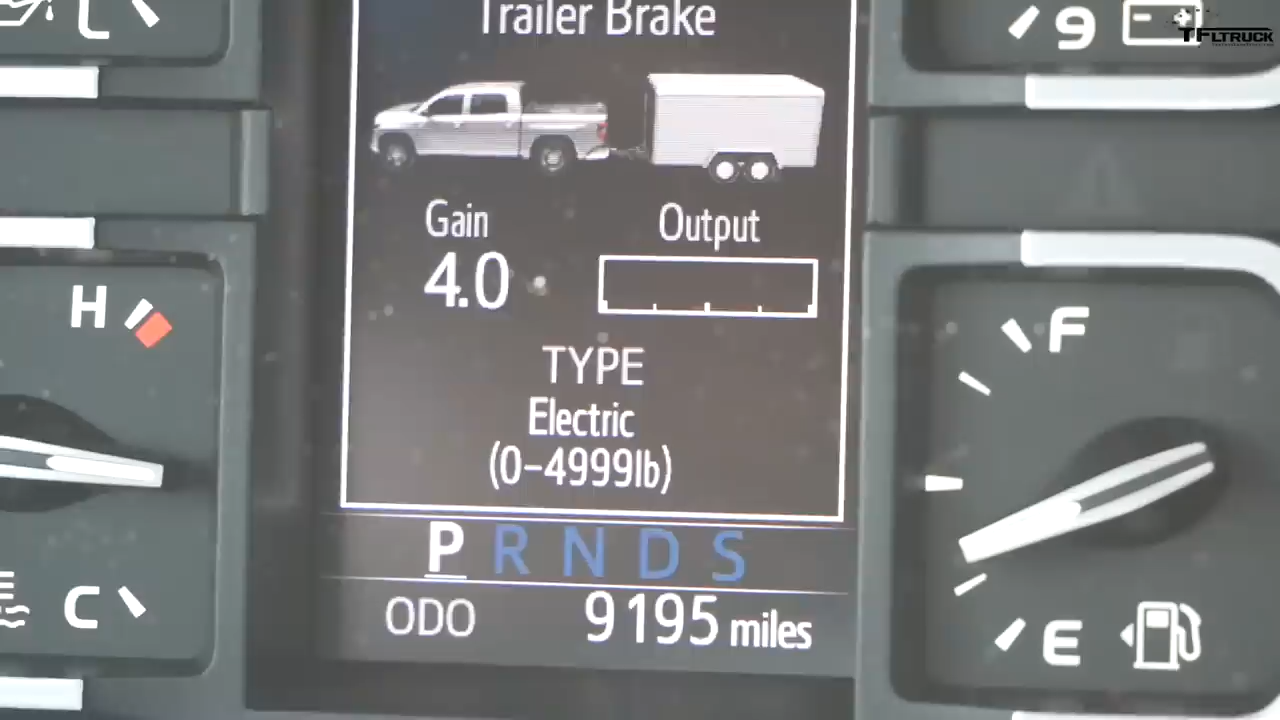 Trailer Brake
Gain
Output
4.0
TYPE
Electric
(0-4999lb)
P R N D S
ODO 9195 miles
L
H
C
9
F
E
TFLTRUCK